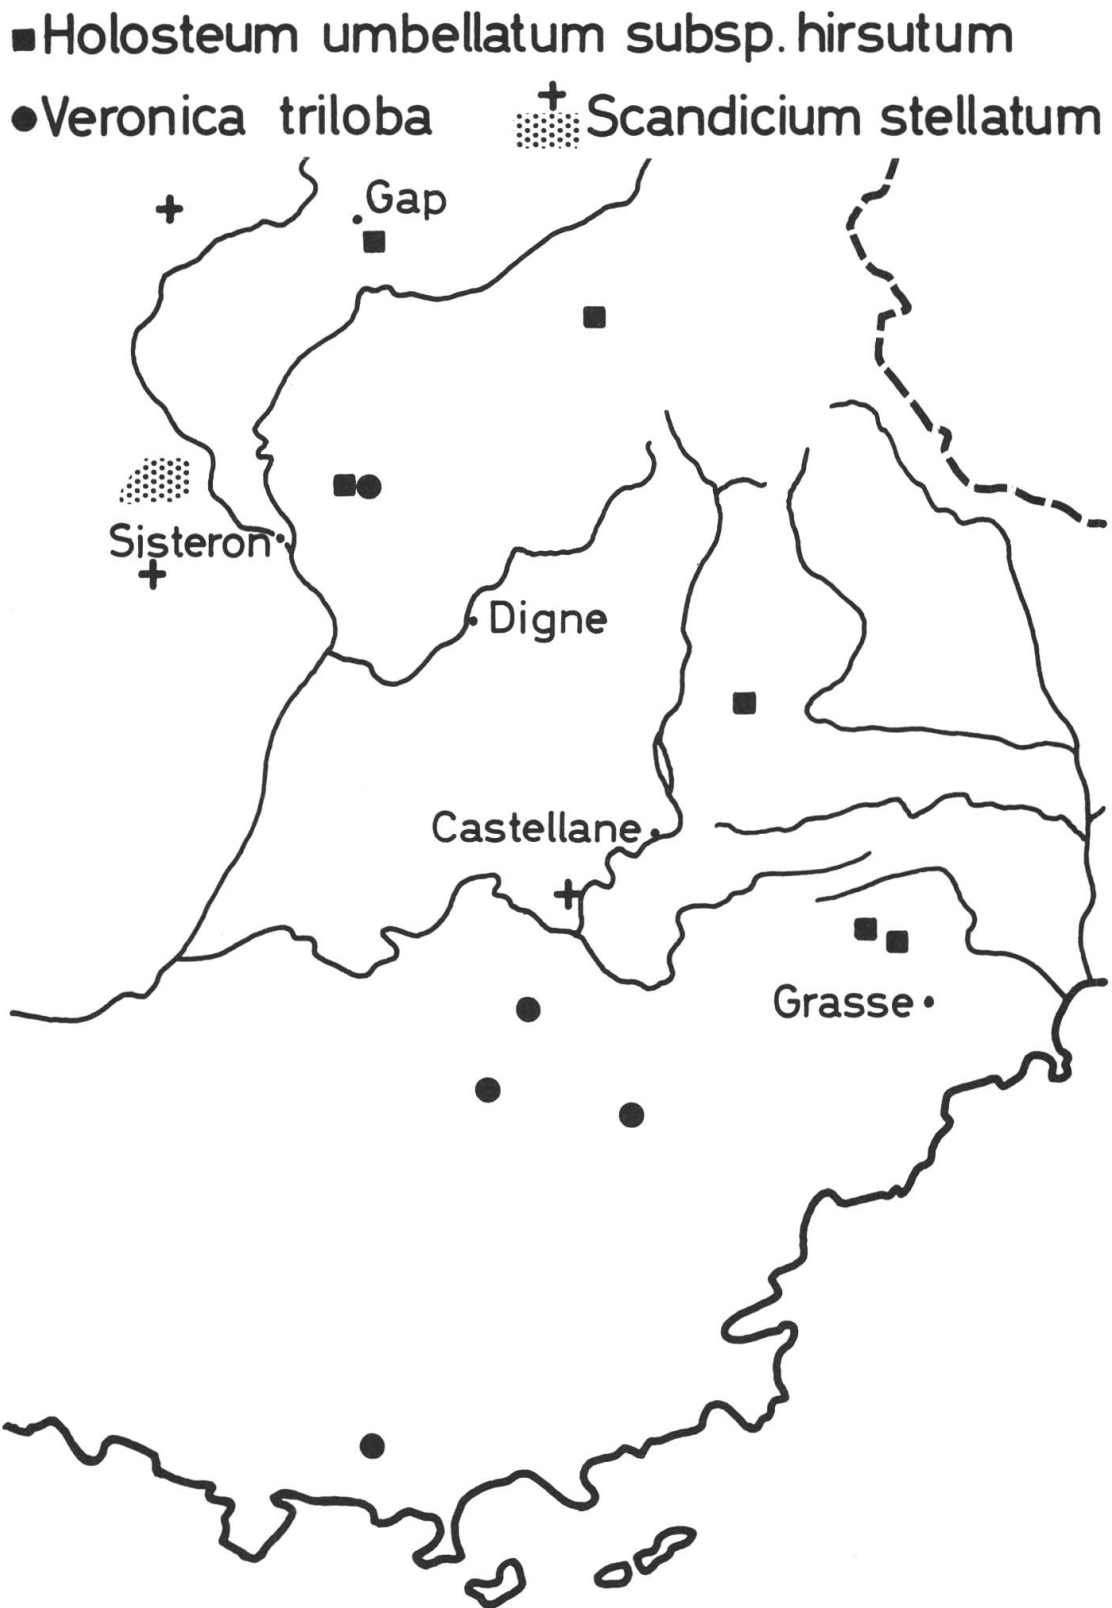 Holosteum umbellatum subsp. hirsutum
Veronica triloba
Scandicium stellatum
Gap
Sisteron
Digne
Castellane
Grasse